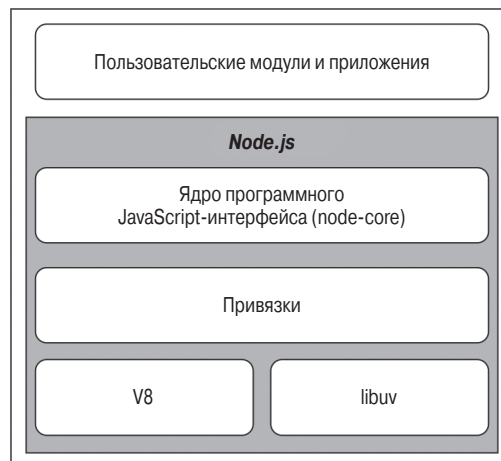 Пользовательские модули и приложения
Node.js
Ядро программного
JavaScript-интерфейса (node-core)
Привязки
V8
libuv